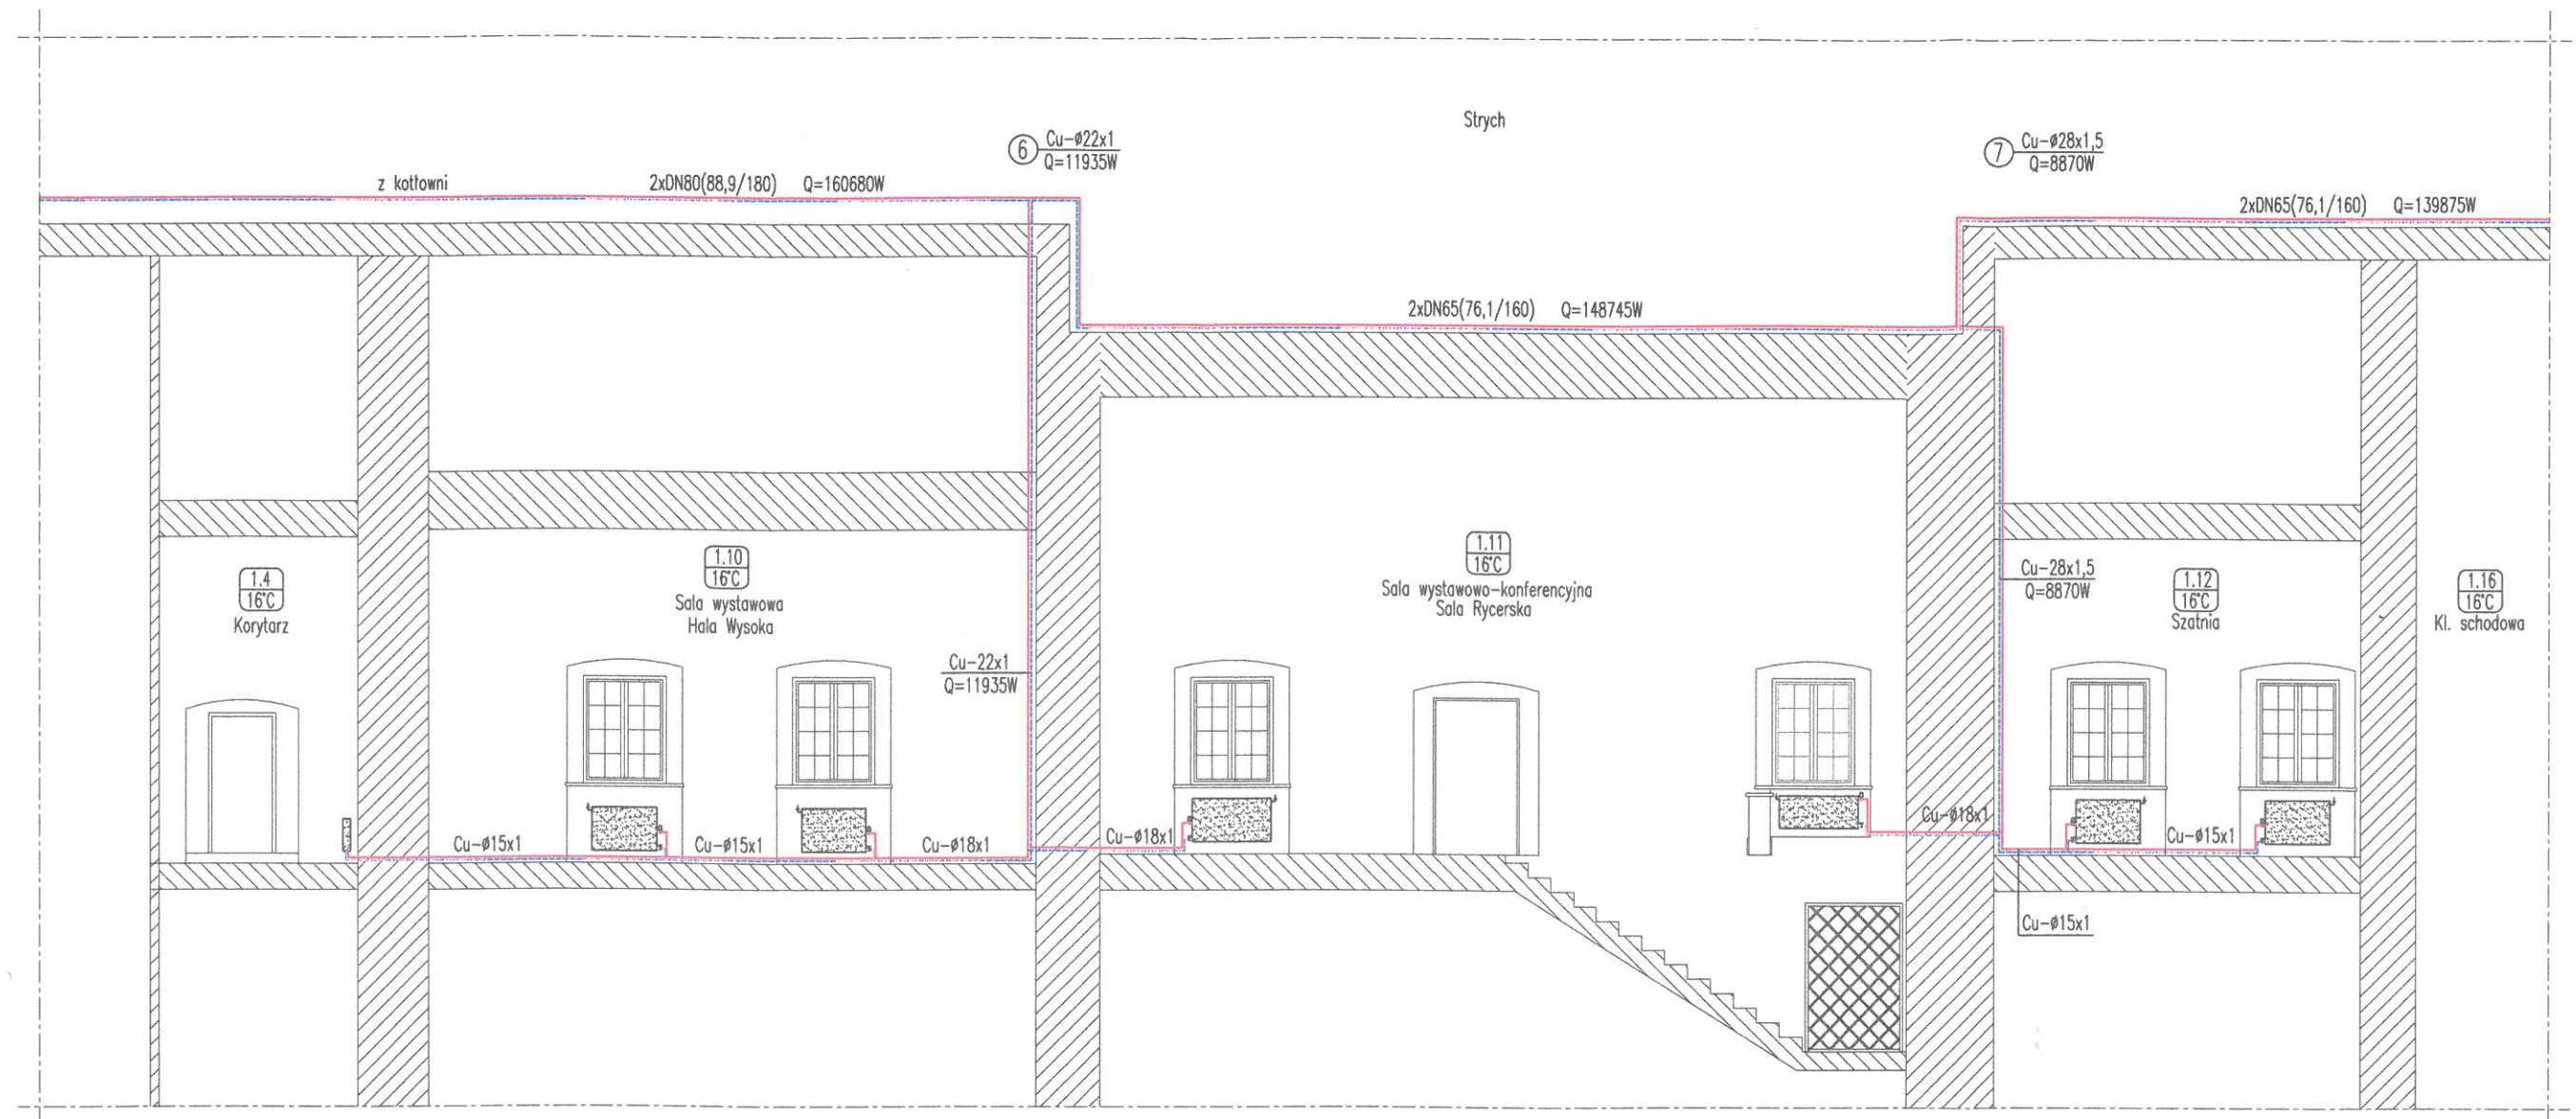 Strych
6 Cu-ø22x1
Q=11935W
7 Cu-ø28x1,5
Q=8870W
z kotłowni 2xDN80(88,9/180) Q=160680W
2xDN65(76,1/160) Q=139875W
2xDN65(76,1/160) Q=148745W
1.4
16°C
Korytarz
1.10
16°C
Sala wystawowa
Hala Wysoka
1.11
16°C
Sala wystawowo-konferencyjna
Sala Rycerska
Cu-28x1,5
Q=8870W
1.12
16°C
Szatnia
1.16
16°C
Kl. schodowa
Cu-22x1
Q=11935W
Cu-ø15x1
Cu-ø15x1
Cu-ø18x1
Cu-ø18x1
Cu-ø18x1
Cu-ø15x1
Cu-ø15x1